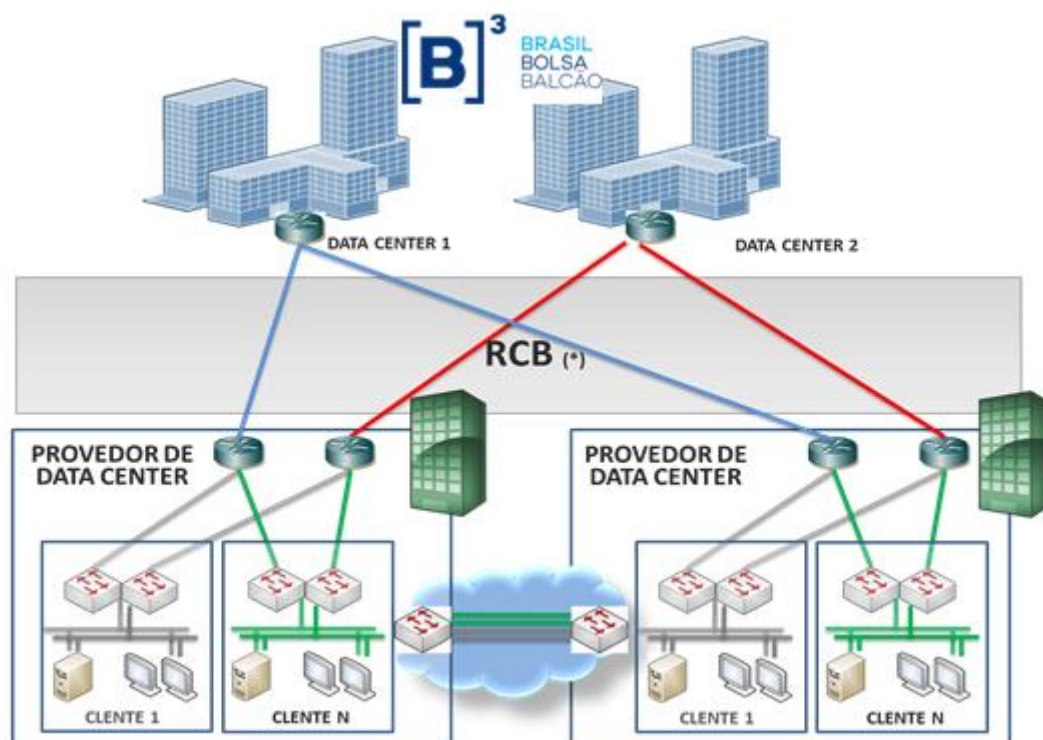 [B]³
BRASIL
BOLSA
BALCÃO
DATA CENTER 1
DATA CENTER 2
RCB (*)
PROVEDOR DE
DATA CENTER
PROVEDOR DE
DATA CENTER
CLENTE 1
CLENTE N
CLENTE 1
CLENTE N